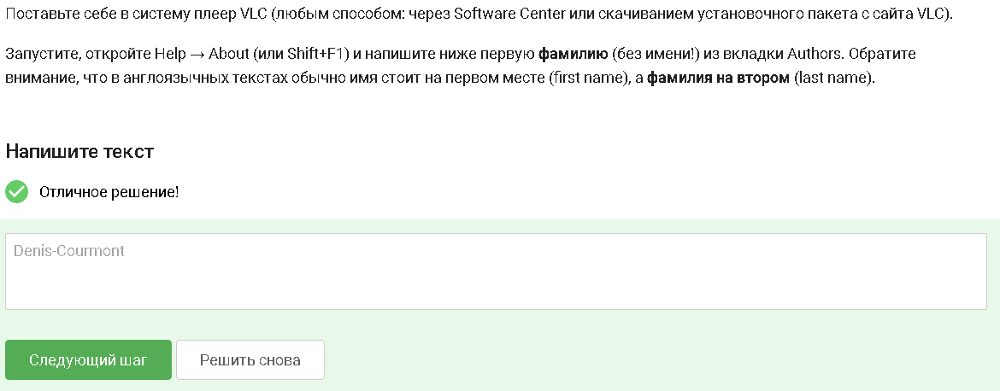 Поставьте себе в систему плеер VLC (любым способом: через Software Center или скачиванием установочного пакета с сайта VLC).
Запустите, откройте Help → About (или Shift+F1) и напишите ниже первую фамилию (без имени!) из вкладки Authors. Обратите
внимание, что в англоязычных текстах обычно имя стоит на первом месте (first name), а фамилия на втором (last name).
Напишите текст
Отличное решение!
Denis-Courmont
Следующий шаг
Решить снова